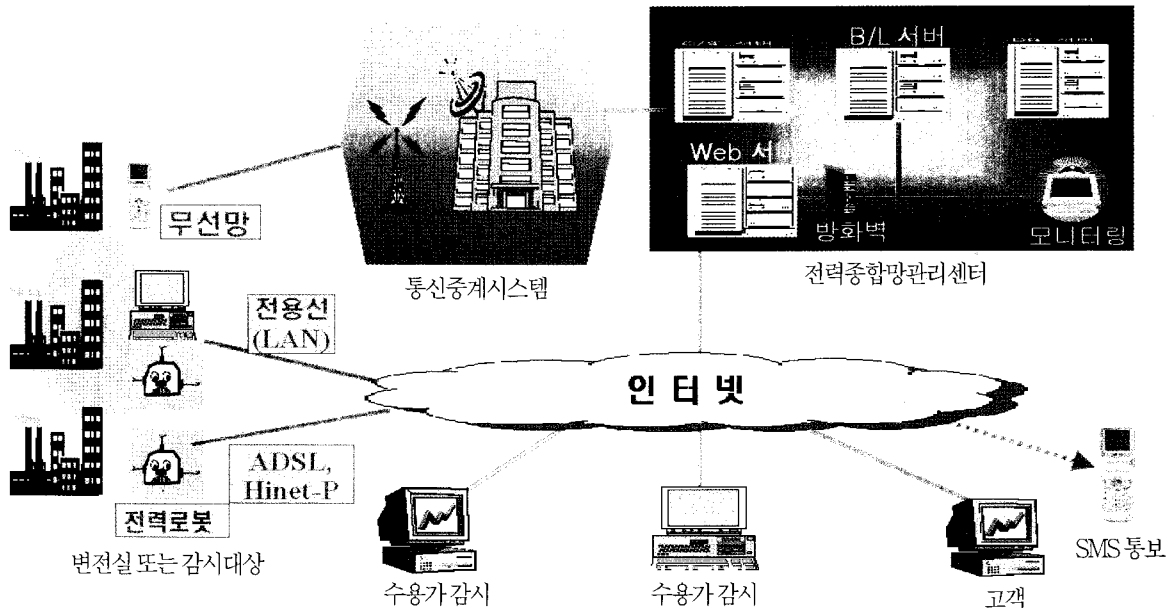 B/L 서버
Web 서
방화벽
모니터링
무선망
통신중계시스템
전력종합망관리센터
전용선
(LAN)
인터넷
ADSL,
Hinet-P
전력로봇
변전실 또는 감시대상
수용가 감시
수용가 감시
고객
SMS 통보